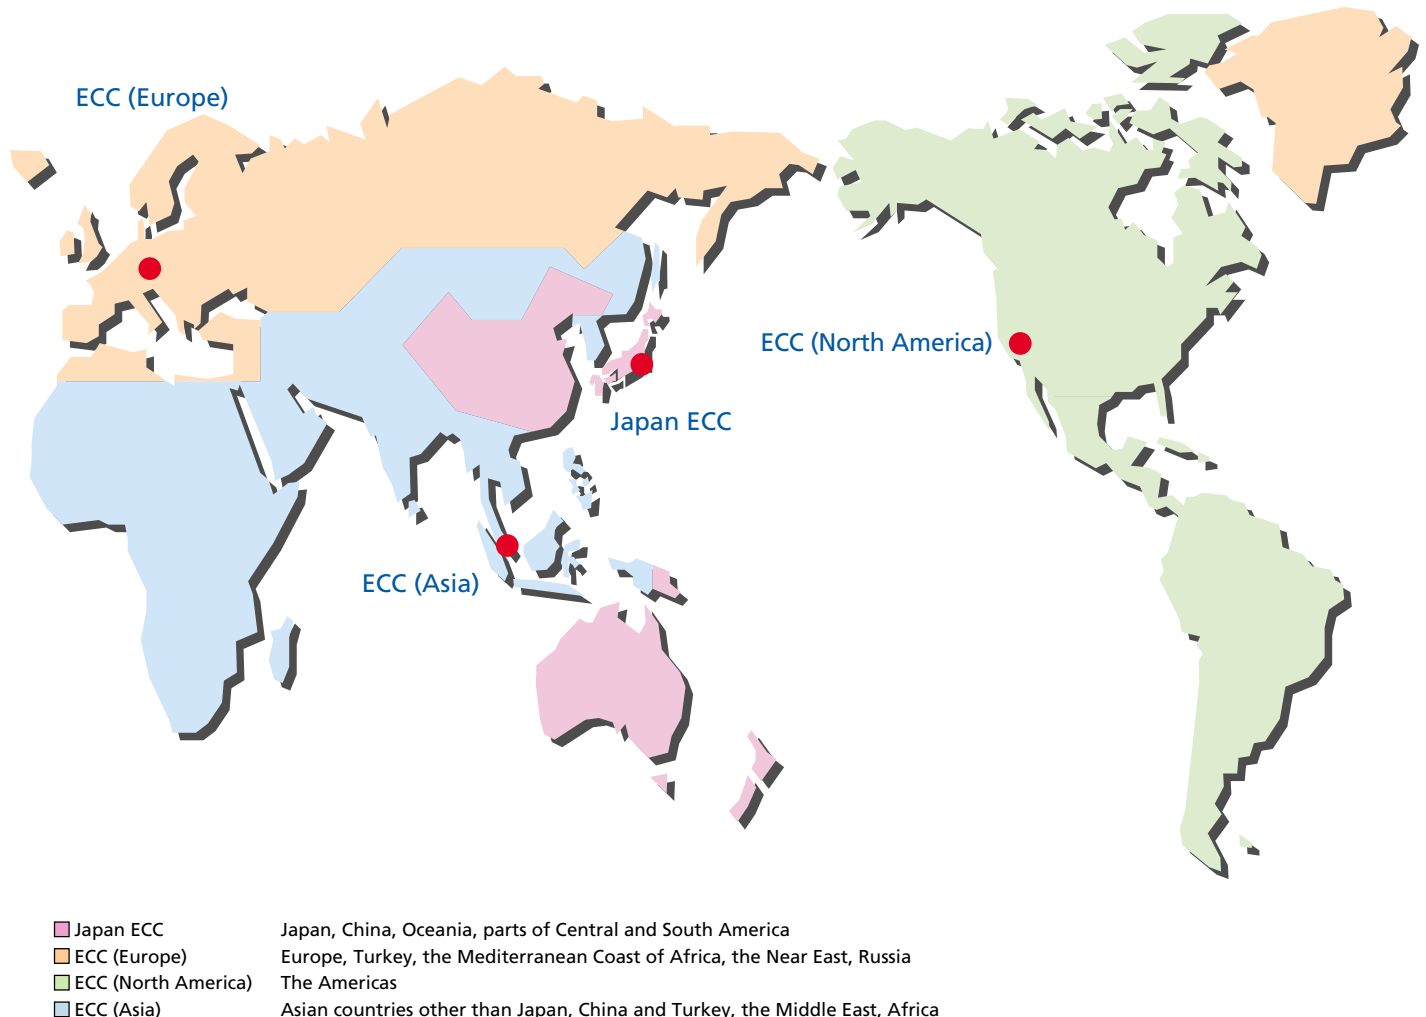 ECC (Europe)
ECC (North America)
Japan ECC
ECC (Asia)
Japan ECC Japan, China, Oceania, parts of Central and South America
ECC (Europe) Europe, Turkey, the Mediterranean Coast of Africa, the Near East, Russia
ECC (North America) The Americas
ECC (Asia) Asian countries other than Japan, China and Turkey, the Middle East, Africa